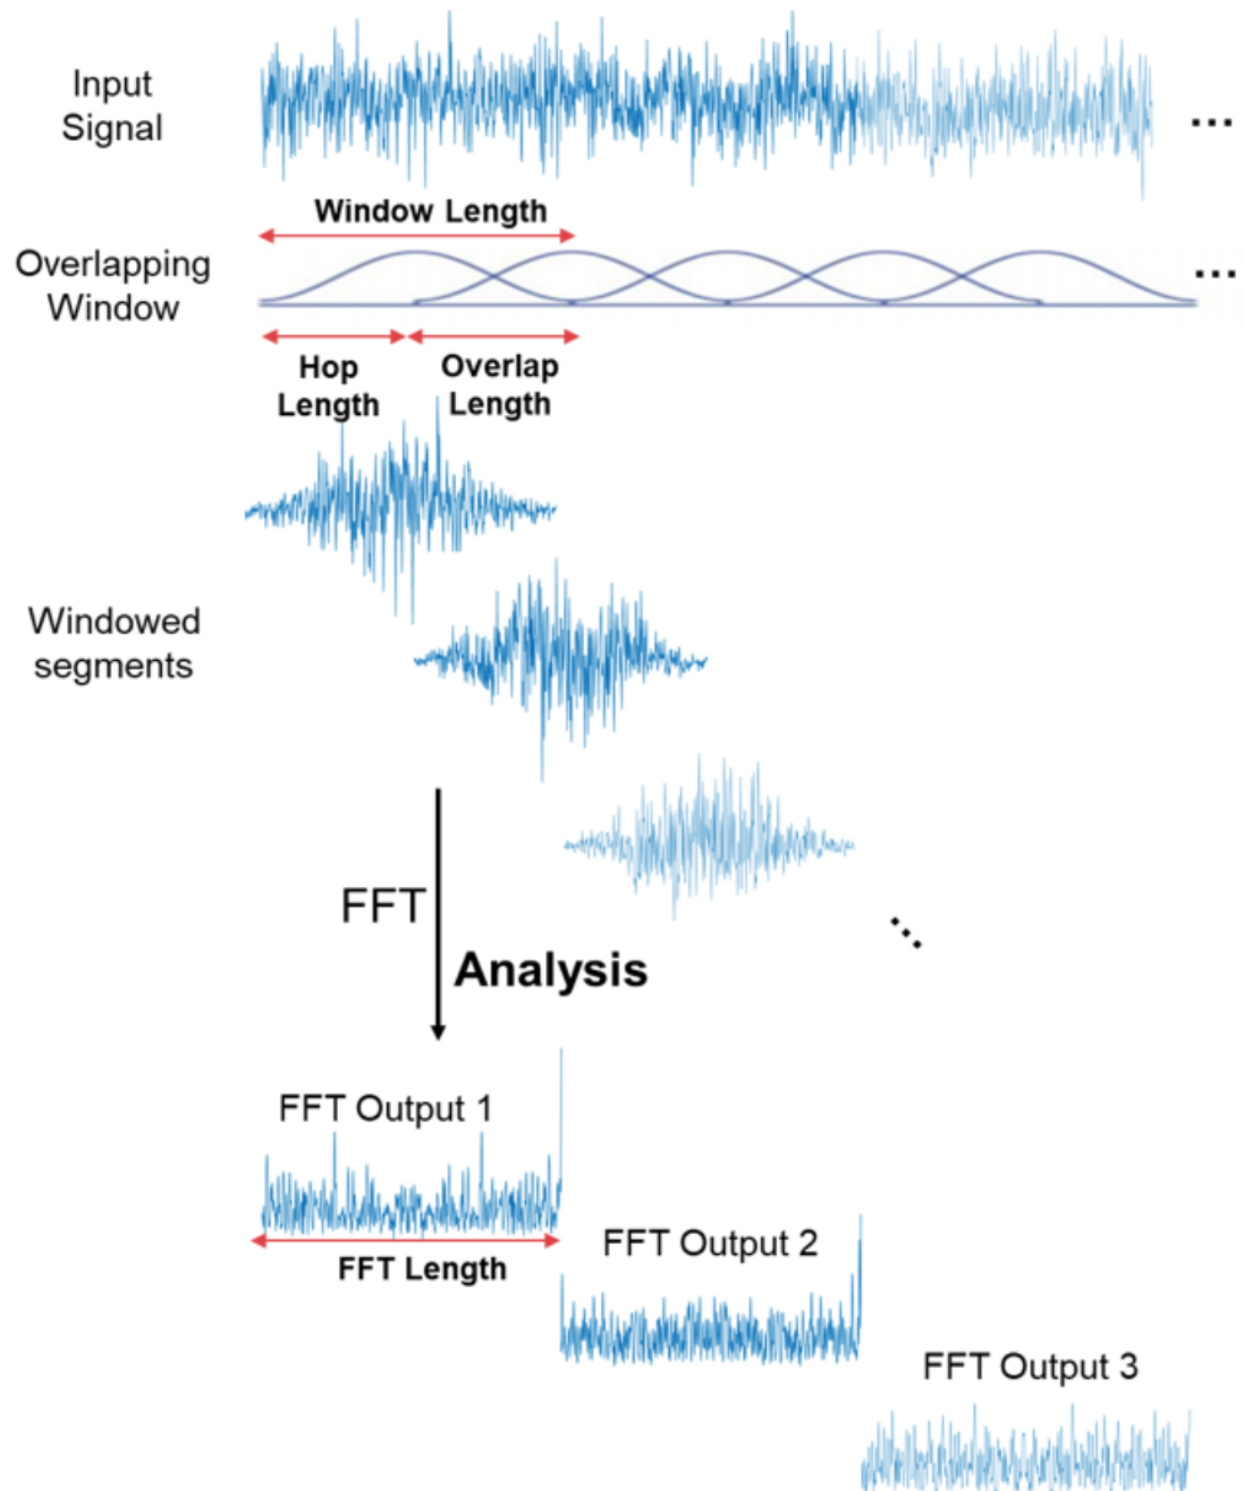 Input
Signal
...
Window Length
Overlapping
Window
...
Hop
Length
Overlap
Length
Windowed
segments
FFT
Analysis
FFT Output 1
FFT Length
FFT Output 2
FFT Output 3